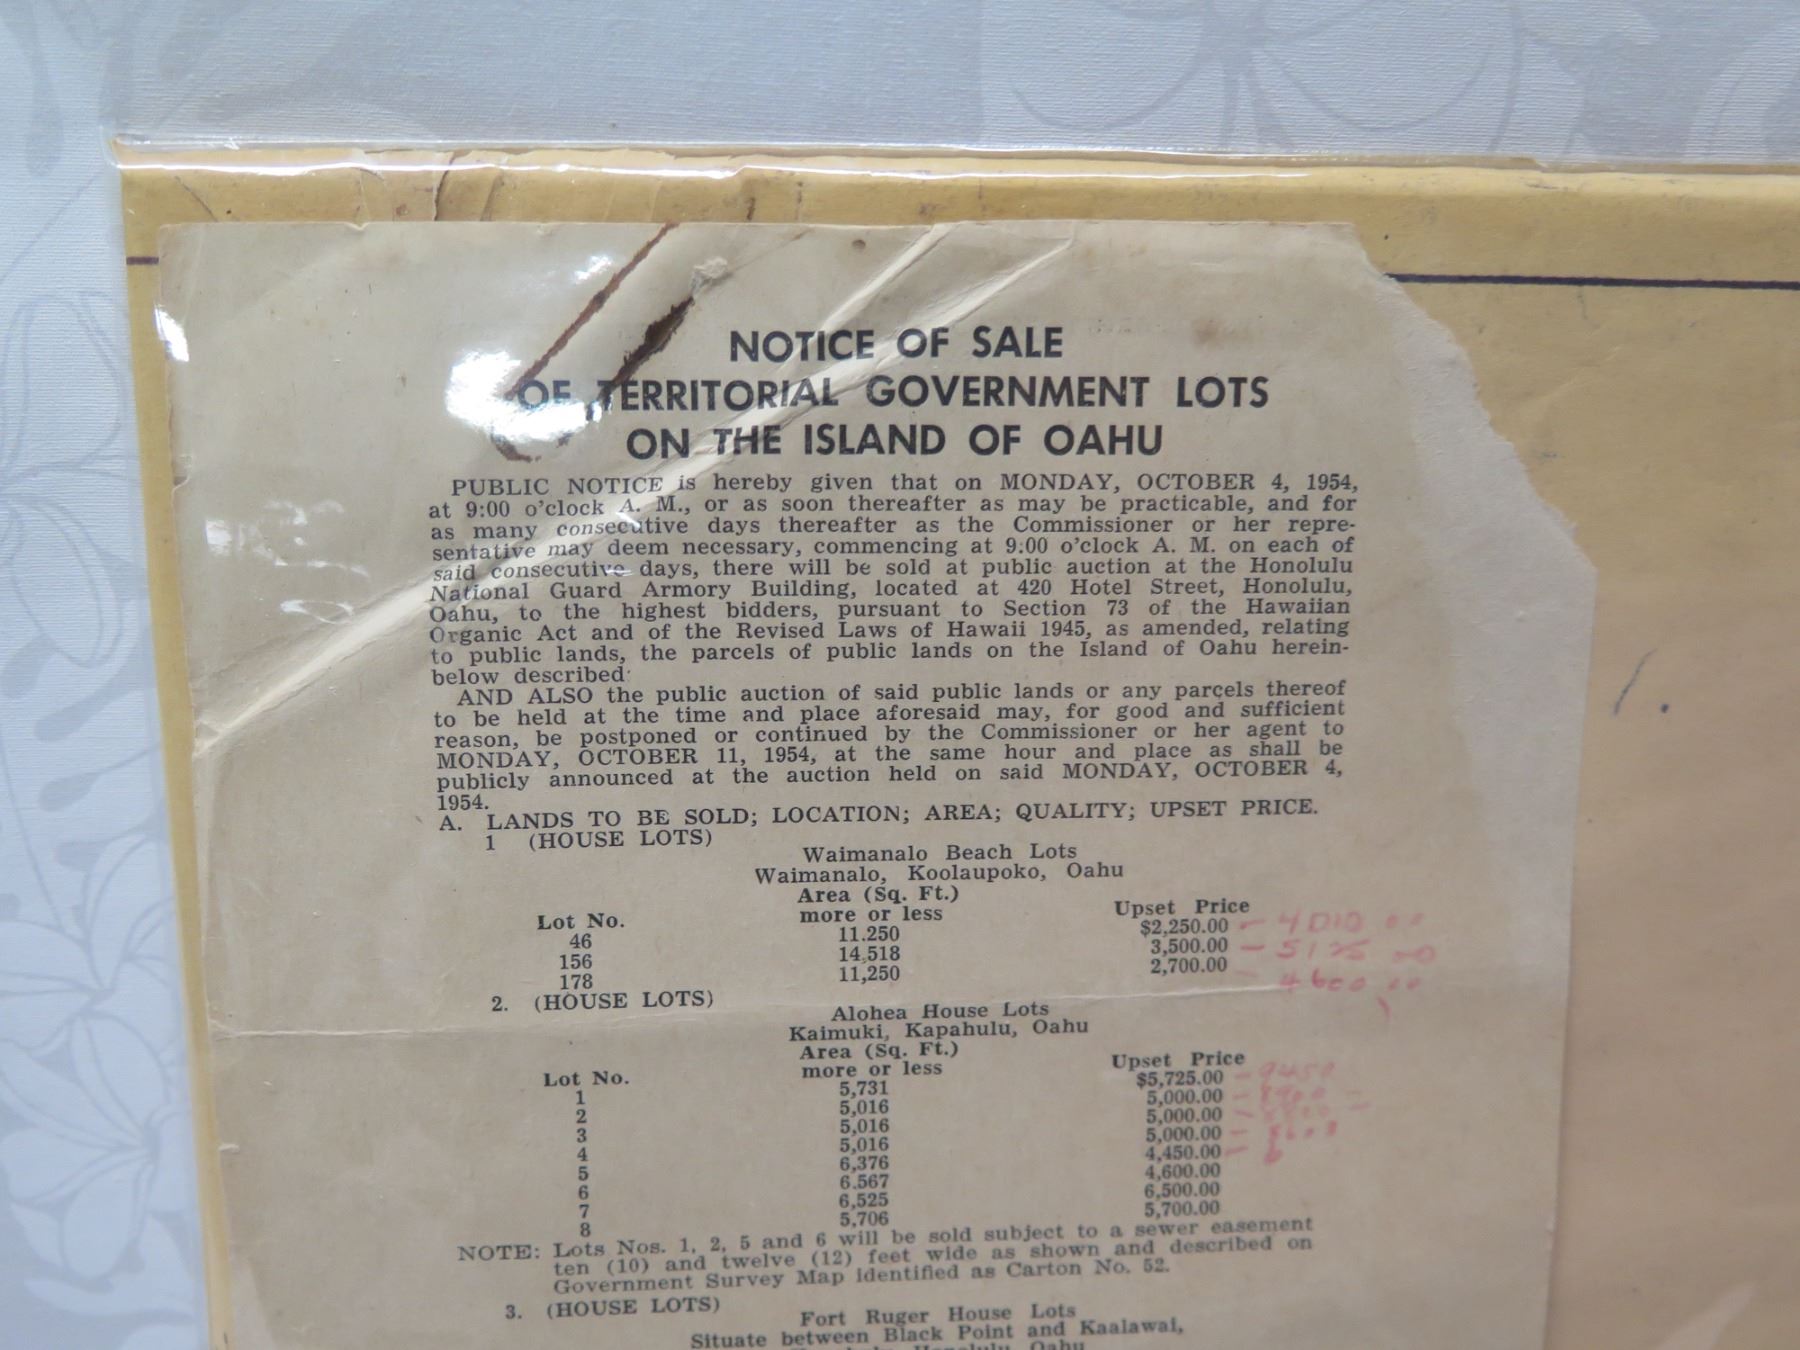 NOTICE OF SALE
OF TERRITORIAL GOVERNMENT LOTS
ON THE ISLAND OF OAHU
PUBLIC NOTICE is hereby given that on MONDAY, OCTOBER 4, 1954,
at 9:00 o'clock A. M., or as soon thereafter as may be practicable, and for
as many consecutive days thereafter as the Commissioner or her repre-
sentative may deem necessary, commencing at 9:00 o'clock A. M. on each of
said consecutive days, there will be sold at public auction at the Honolulu
National Guard Armory Building, located at 420 Hotel Street, Honolulu,
Oahu, to the highest bidders, pursuant to Section 73 of the Hawaiian
Organic Act and of the Revised Laws of Hawaii 1945, as amended, relating
to public lands, the parcels of public lands on the Island of Oahu herein-
below described:
AND ALSO the public auction of said public lands or any parcels thereof
to be held at the time and place aforesaid may, for good and sufficient
reason, be postponed or continued by the Commissioner or her agent to
MONDAY, OCTOBER 11, 1954, at the same hour and place as shall be
publicly announced at the auction held on said MONDAY, OCTOBER 4,
1954.
A. LANDS TO BE SOLD; LOCATION; AREA; QUALITY; UPSET PRICE.
1 (HOUSE LOTS)
Waimanalo Beach Lots
Waimanalo, Koolaupoko, Oahu
Area (Sq. Ft.)
Lot No. more or less Upset Price
46 11.250 $2,250.00 - 4010 00
156 14,518 3,500.00 - 5125 00
178 11,250 2,700.00 - 4600 00
2. (HOUSE LOTS)
Alohea House Lots
Kaimuki, Kapahulu, Oahu
Area (Sq. Ft.)
Lot No. more or less Upset Price
1 5,731 $5,725.00 - 9450
2 5,016 5,000.00
3 5,016 5,000.00
4 5,016 5,000.00
5 6,376 4,450.00
6 6.567 4,600.00
7 6,525 6,500.00
8 5,706 5,700.00
NOTE: Lots Nos. 1, 2, 5 and 6 will be sold subject to a sewer easement
ten (10) and twelve (12) feet wide as shown and described on
Government Survey Map identified as Carton No. 52.
3. (HOUSE LOTS)
Fort Ruger House Lots
Situate between Black Point and Kaalawai,
Honolulu, Oahu
1.